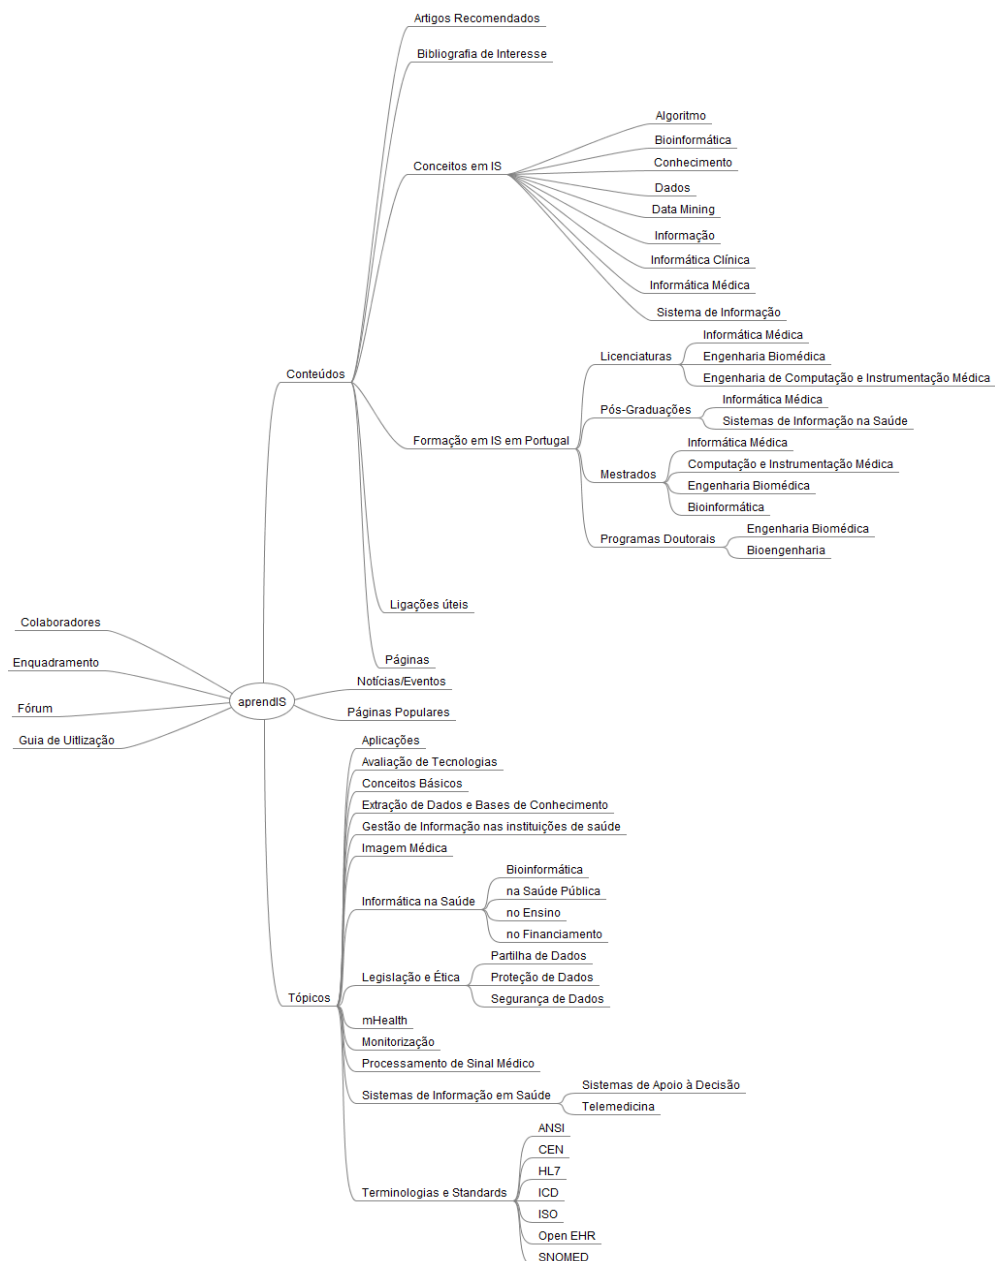 Artigos Recomendados
Bibliografia de Interesse
Conceitos em IS
Algoritmo
Bioinformática
Conhecimento
Dados
Data Mining
Informação
Informática Clínica
Informática Médica
Sistema de Informação
Conteúdos
Formação em IS em Portugal
Licenciaturas
Informática Médica
Engenharia Biomédica
Engenharia de Computação e Instrumentação Médica
Pós-Graduações
Informática Médica
Sistemas de Informação na Saúde
Mestrados
Informática Médica
Computação e Instrumentação Médica
Engenharia Biomédica
Bioinformática
Programas Doutorais
Engenharia Biomédica
Bioengenharia
Ligações úteis
Páginas
Colaboradores
Enquadramento
Fórum
Guia de Uitlização
aprendIS
Notícias/Eventos
Páginas Populares
Tópicos
Aplicações
Avaliação de Tecnologias
Conceitos Básicos
Extração de Dados e Bases de Conhecimento
Gestão de Informação nas instituições de saúde
Imagem Médica
Informática na Saúde
Bioinformática
na Saúde Pública
no Ensino
no Financiamento
Legislação e Ética
Partilha de Dados
Proteção de Dados
Segurança de Dados
mHealth
Monitorização
Processamento de Sinal Médico
Sistemas de Informação em Saúde
Sistemas de Apoio à Decisão
Telemedicina
Terminologias e Standards
ANSI
CEN
HL7
ICD
ISO
Open EHR
SNOMED